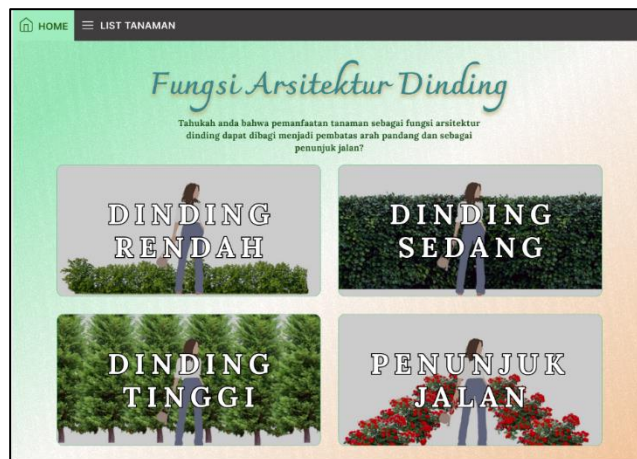 HOME
LIST TANAMAN
Fungsi Arsitektur Dinding
Tahukah anda bahwa pemanfaatan tanaman sebagai fungsi arsitektur
dinding dapat dibagi menjadi pembatas arah pandang dan sebagai
penunjuk jalan?
DINDING
RENDAH
DINDING
SEDANG
DINDING
TINGGI
PENUNJUK
JALAN